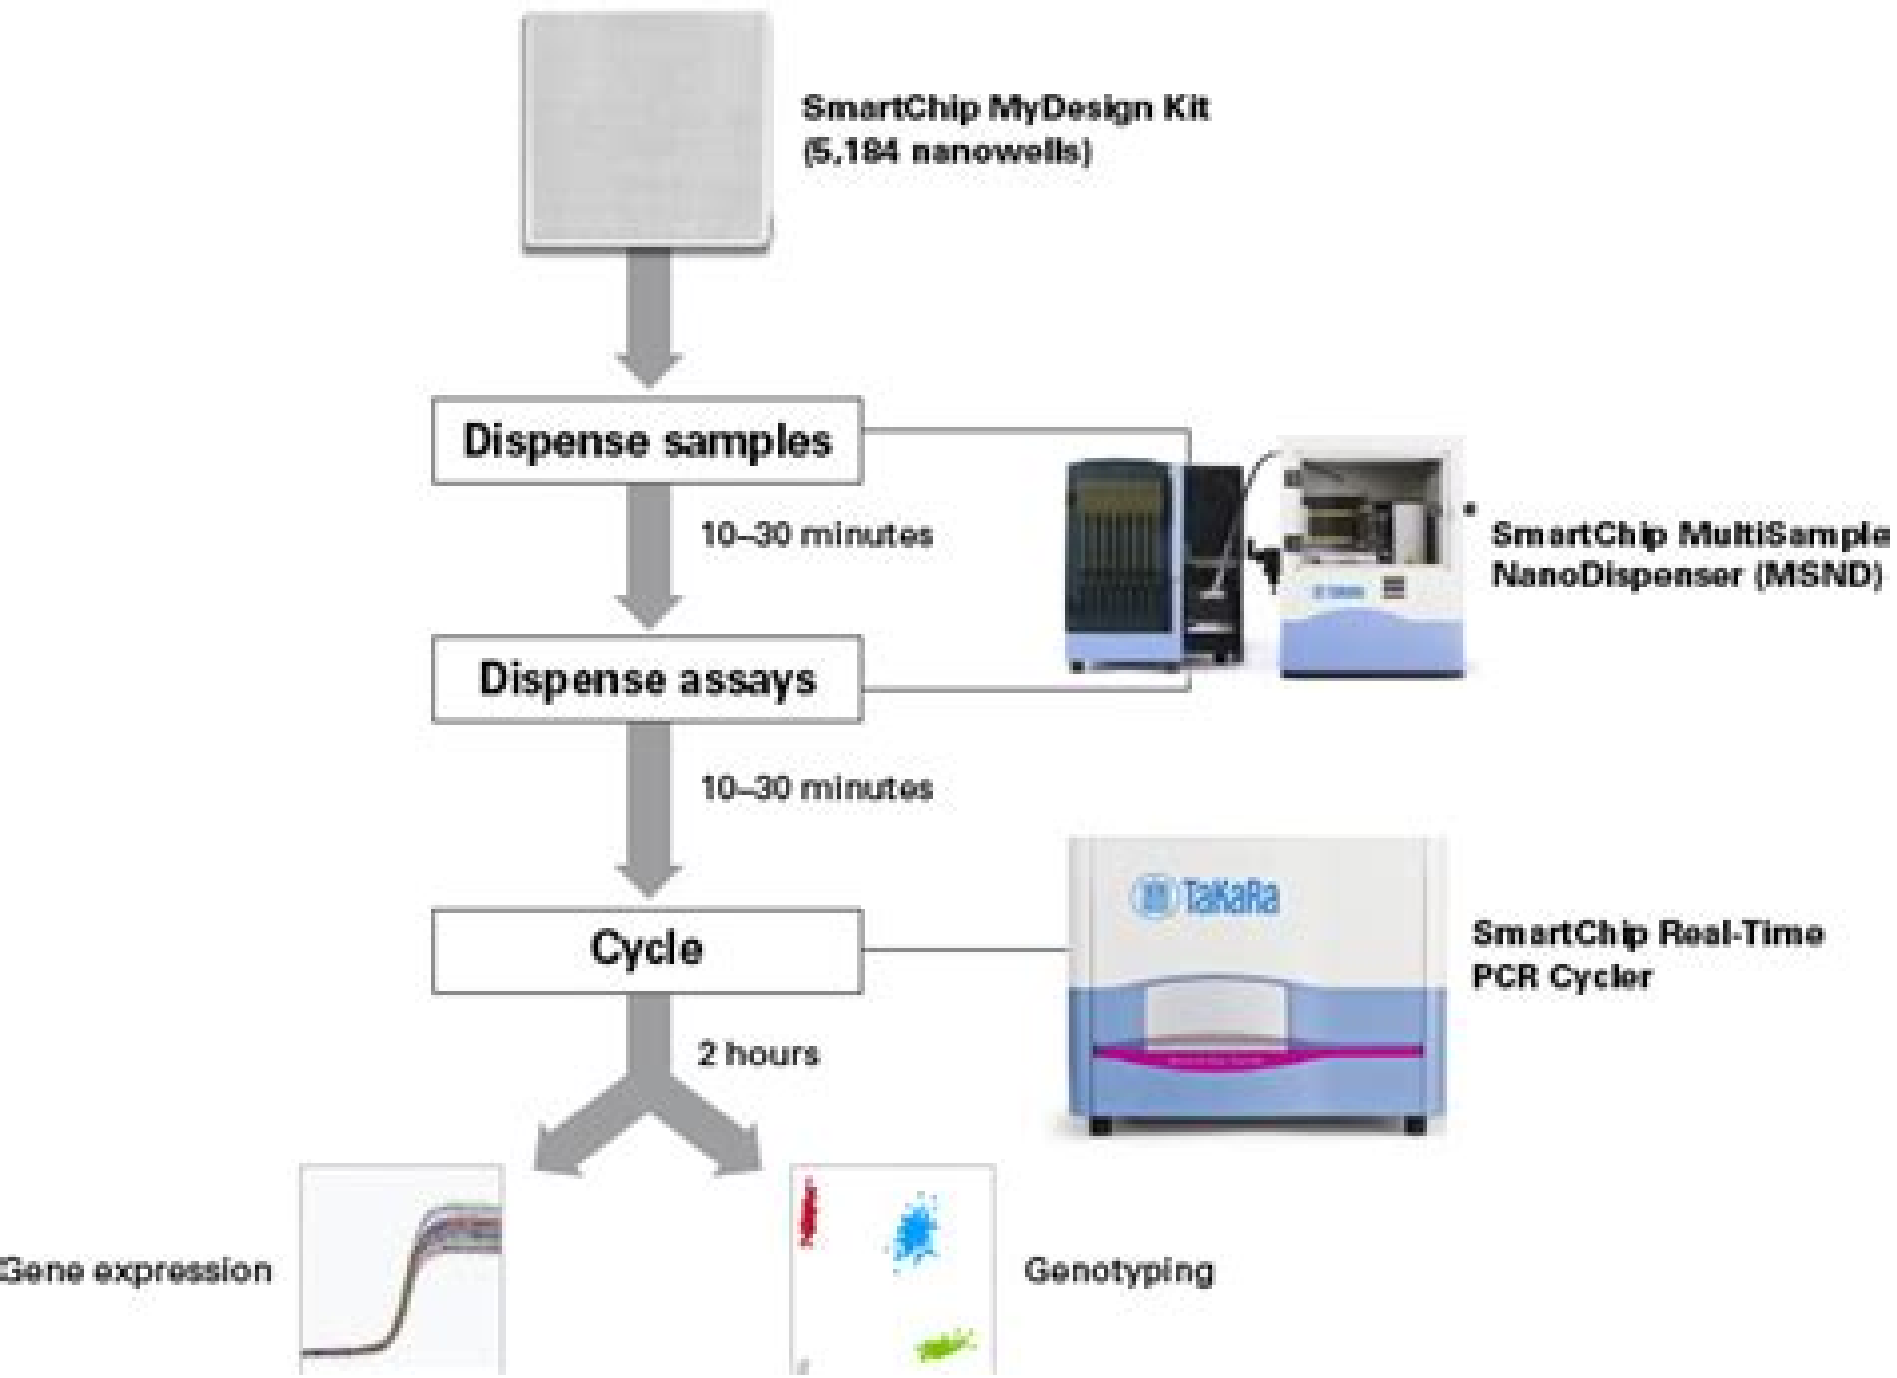 SmartChip MyDesign Kit
(5,184 nanowells)
Dispense samples
10–30 minutes
SmartChip MultiSample
NanoDispenser (MSND)
Dispense assays
10–30 minutes
TaKaRa
Cycle
SmartChip Real-Time
PCR Cycler
2 hours
Gene expression
Genotyping